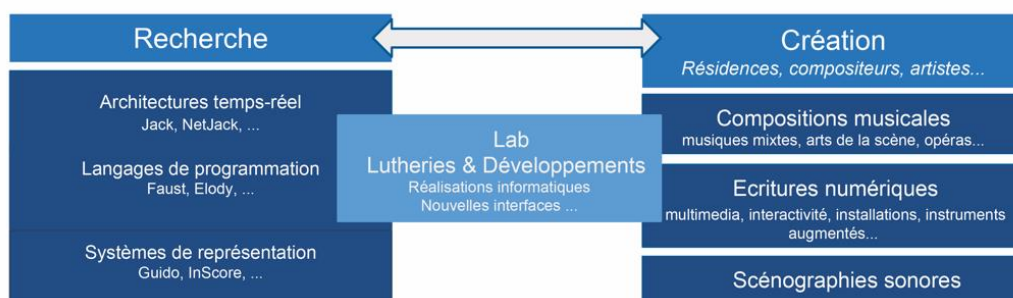 Recherche
Architectures temps-réel
Jack, NetJack, ...
Langages de programmation
Faust, Elody, ...
Systèmes de représentation
Guido, InScore, ...
Lab
Lutheries & Développements
Réalisations informatiques
Nouvelles interfaces ...
Création
Résidences, compositeurs, artistes...
Compositions musicales
musiques mixtes, arts de la scène, opéras...
Ecritures numériques
multimedia, interactivité, installations, instruments
augmentés...
Scénographies sonores